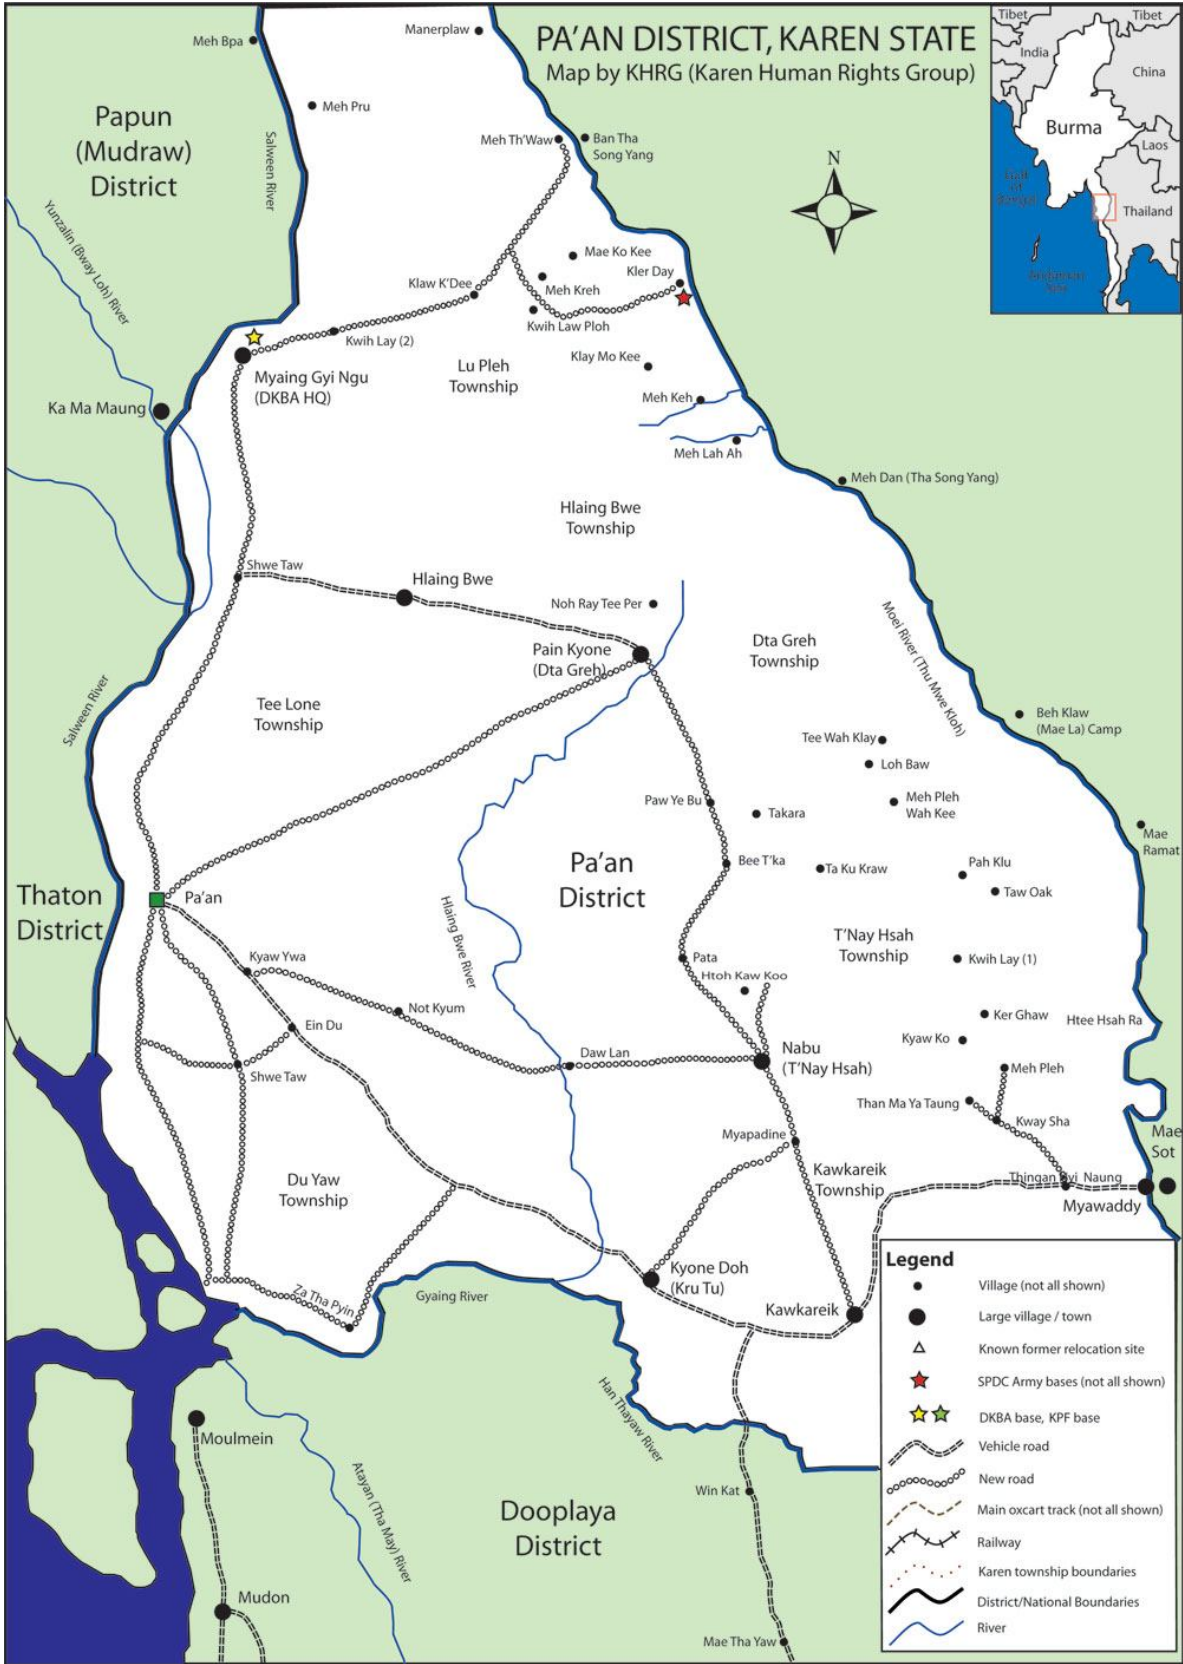 PA'AN DISTRICT, KAREN STATE
Map by KHRG (Karen Human Rights Group)
Tibet
Tibet
India
China
Burma
Laos
Gulf
of
Bengal
Thailand
Andaman
Sea
N
Meh Bpa
Manerplaw
Meh Pru
Papun
(Mudraw)
District
Salween River
Meh Th'Waw
Ban Tha
Song Yang
Yunzalin (Bway Loh) River
Mae Ko Kee
Kler Day
Klaw K'Dee
Meh Kreh
Kwih Law Ploh
Kwih Lay (2)
Klay Mo Kee
Lu Pleh
Township
Myaing Gyi Ngu
(DKBA HQ)
Ka Ma Maung
Meh Keh
Meh Lah Ah
Meh Dan (Tha Song Yang)
Hlaing Bwe
Township
Shwe Taw
Hlaing Bwe
Noh Ray Tee Per
Pain Kyone
(Dta Greh)
Dta Greh
Township
Moei River (Thu Mwe Kloh)
Tee Lone
Township
Salween River
Beh Klaw
(Mae La) Camp
Tee Wah Klay
Loh Baw
Paw Ye Bu
Takara
Meh Pleh
Wah Kee
Mae
Ramat
Bee T'ka
Ta Ku Kraw
Pah Klu
Taw Oak
Pa'an
District
Thaton
District
Pa'an
Hlaing Bwe River
T'Nay Hsah
Township
Kyaw Ywa
Pata
Htoh Kaw Koo
Kwih Lay (1)
Not Kyum
Ein Du
Ker Ghaw
Htee Hsah Ra
Kyaw Ko
Daw Lan
Nabu
(T'Nay Hsah)
Shwe Taw
Meh Pleh
Than Ma Ya Taung
Kway Sha
Myapadine
Mae
Sot
Du Yaw
Township
Kawkareik
Township
Thingan Gyi Naung
Myawaddy
Kyone Doh
(Kru Tu)
Za Tha Pyin
Gyaing River
Kawkareik
Han Thayaw River
Moulmein
Atayan (Tha May) River
Win Kat
Dooplaya
District
Mudon
Mae Tha Yaw
Legend
Village (not all shown)
Large village / town
Known former relocation site
SPDC Army bases (not all shown)
DKBA base, KPF base
Vehicle road
New road
Main oxcart track (not all shown)
Railway
Karen township boundaries
District/National Boundaries
River